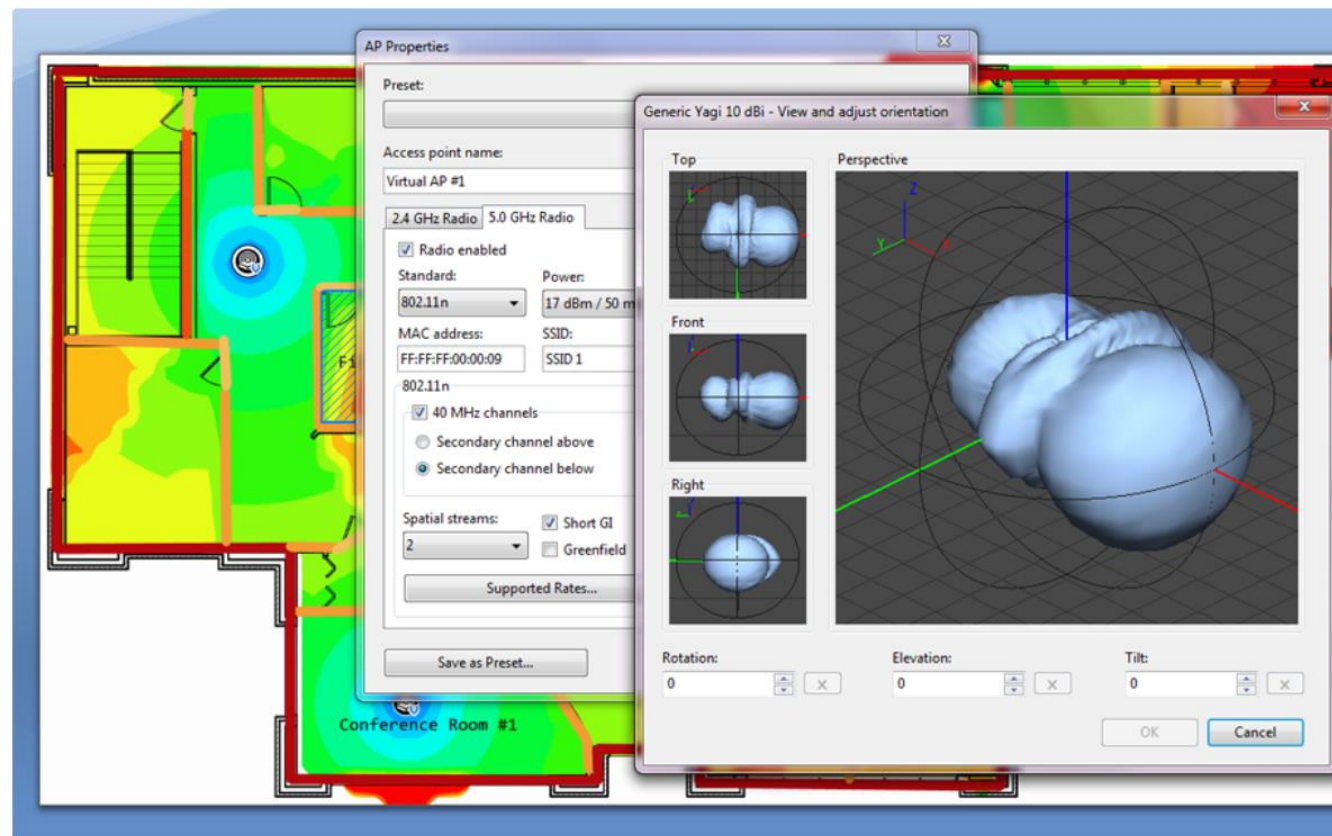 AP Properties
Preset:
Access point name:
Virtual AP #1
2.4 GHz Radio 5.0 GHz Radio
Radio enabled
Standard: Power:
802.11n 17 dBm / 50 m
MAC address: SSID:
FF:FF:FF:00:00:09 SSID 1
802.11n
40 MHz channels
Secondary channel above
Secondary channel below
Spatial streams:
2
Short GI
Greenfield
Supported Rates...
Save as Preset...
Conference Room #1
Generic Yagi 10 dBi - View and adjust orientation
Top
Front
Right
Perspective
Z
Y
X
Rotation: Elevation: Tilt:
0 X 0 X 0 X
OK Cancel